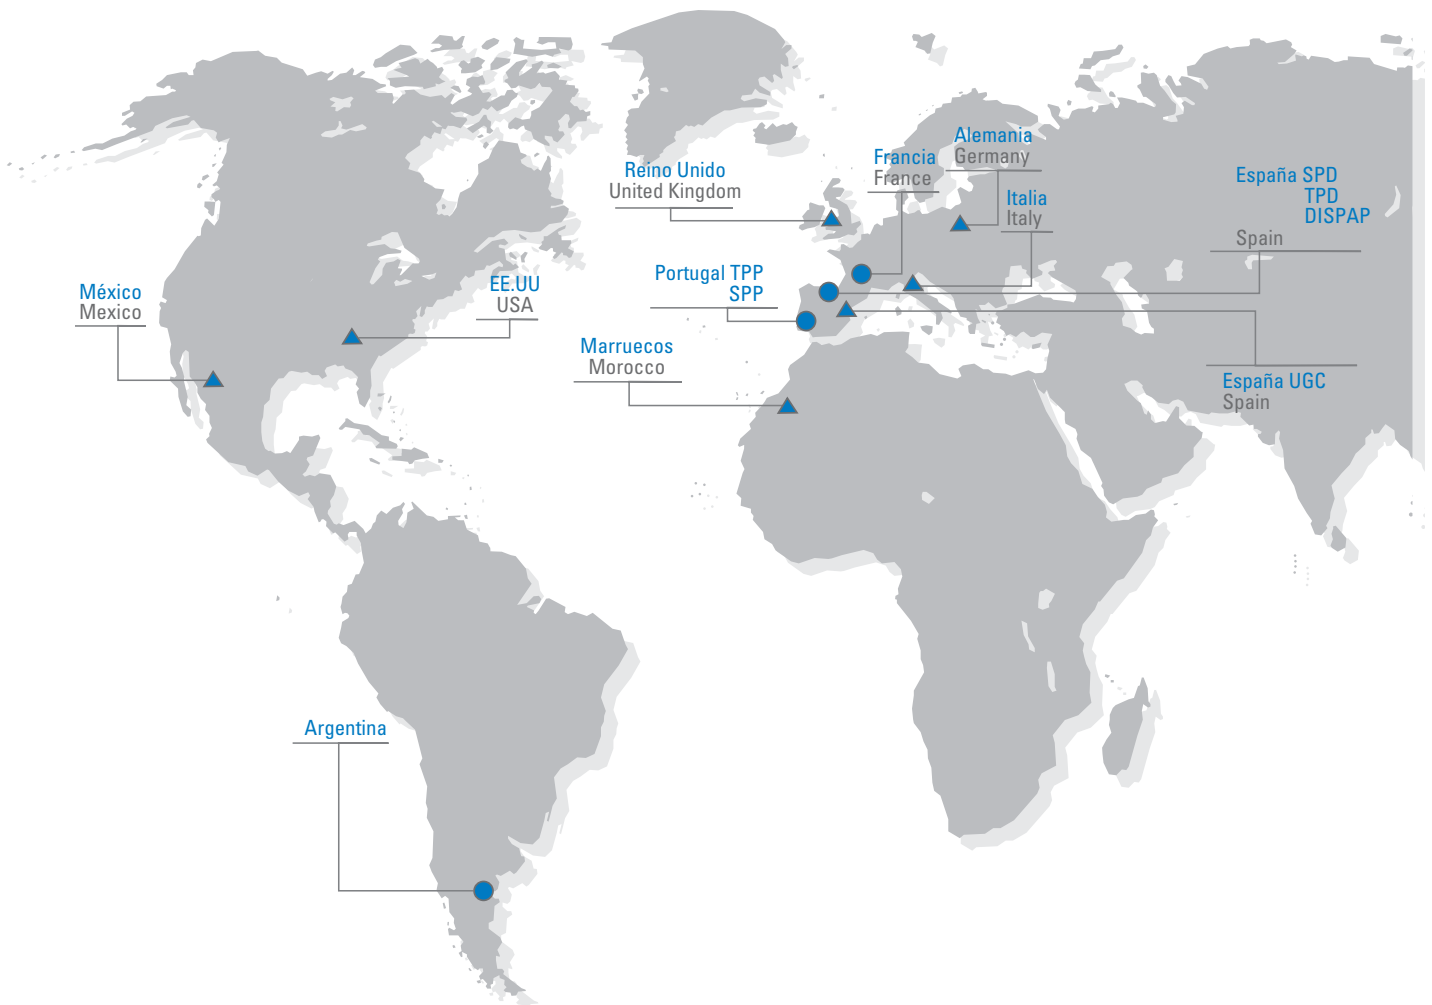 Alemania
Germany
Francia
France
Reino Unido
United Kingdom
España SPD
TPD
DISPAP
Spain
Italia
Italy
Portugal TPP
SPP
EE.UU
USA
México
Mexico
Marruecos
Morocco
España UGC
Spain
Argentina